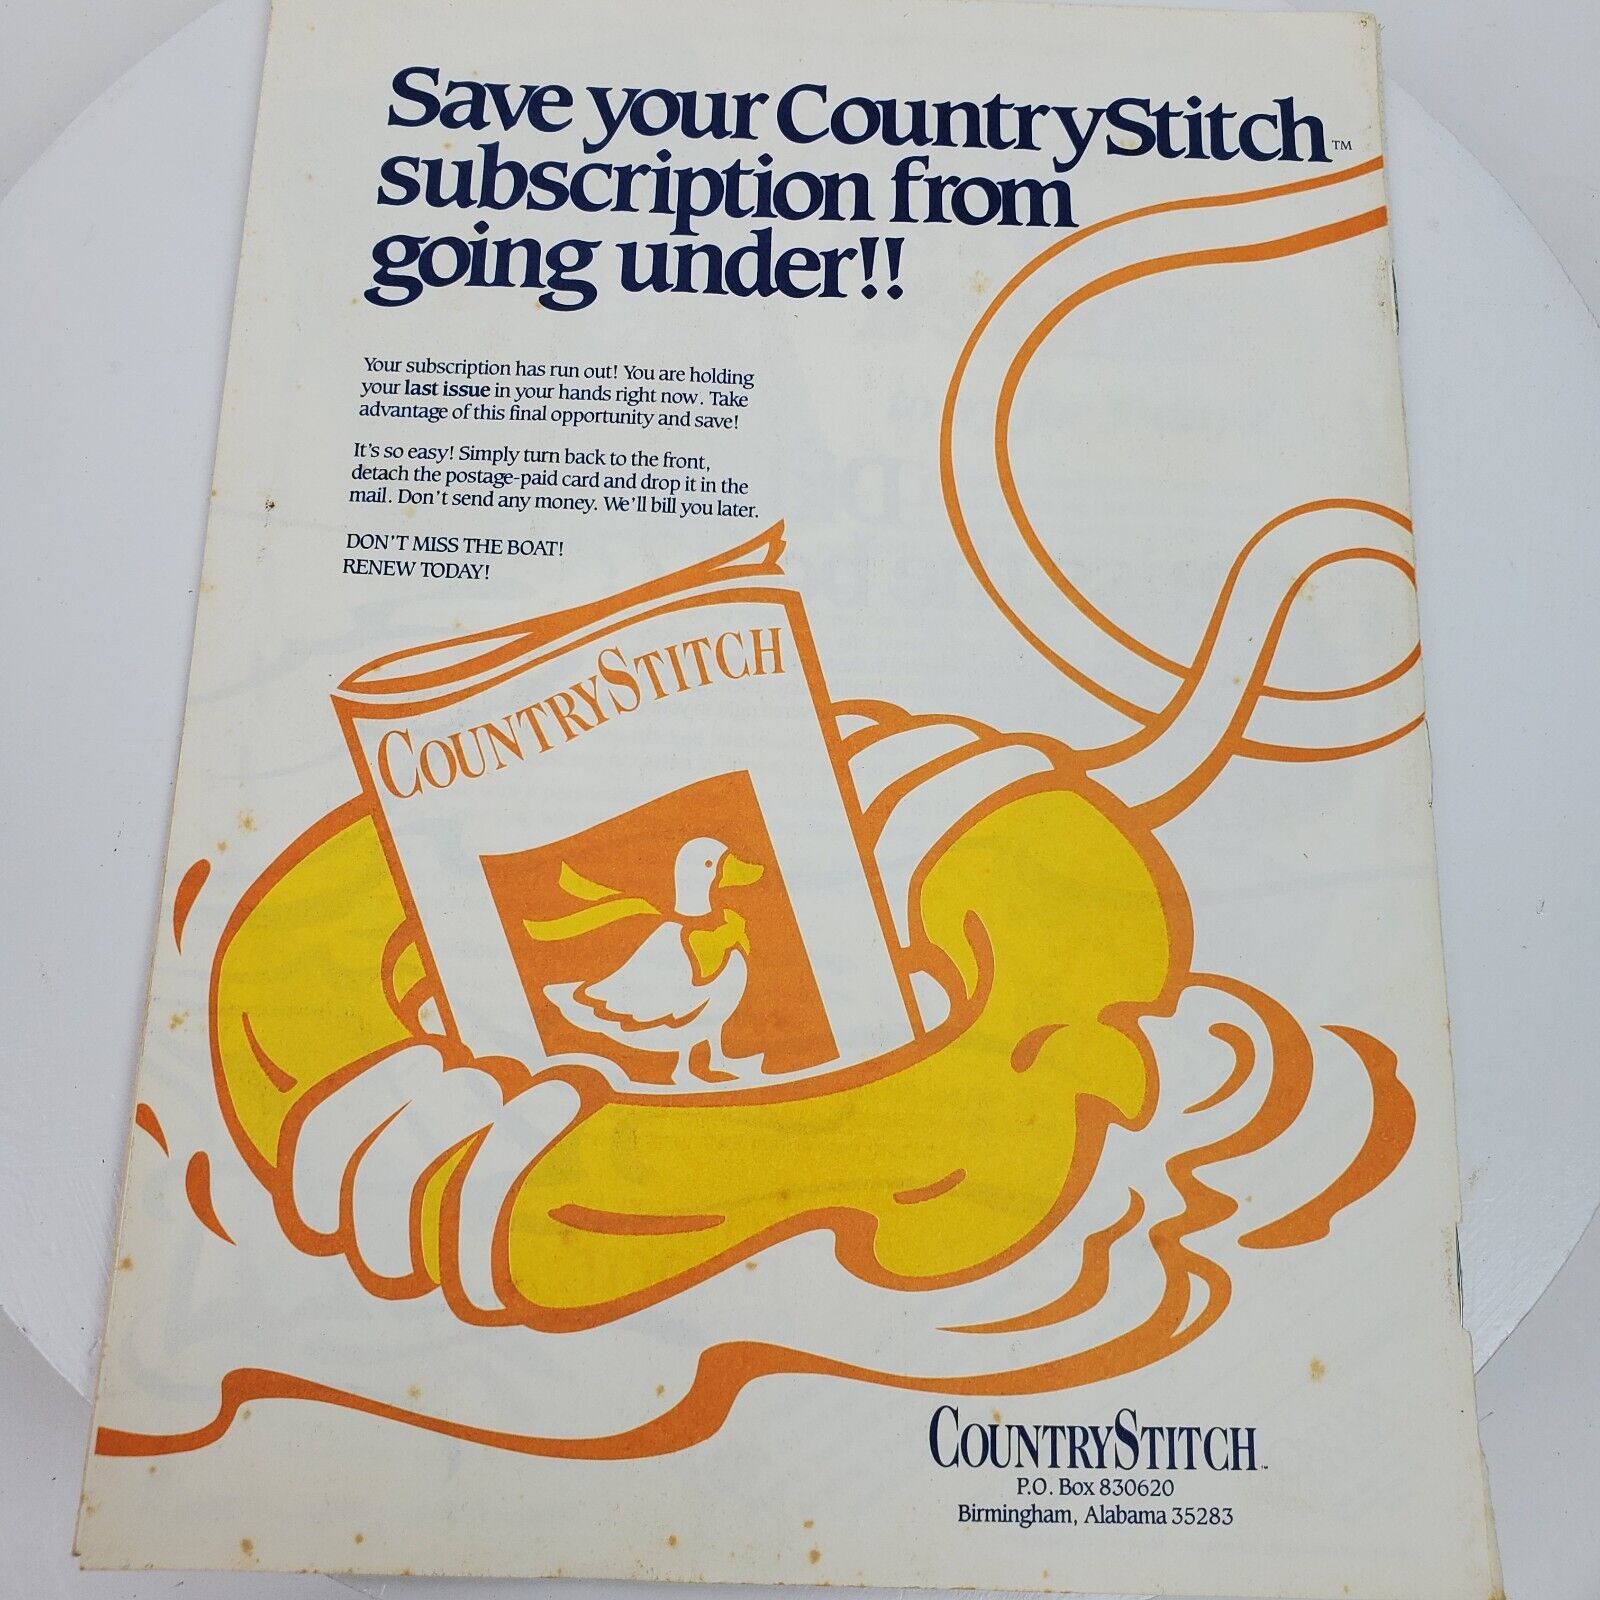 Save your CountryStitch™
subscription from
going under!!
Your subscription has run out! You are holding
your last issue in your hands right now. Take
advantage of this final opportunity and save!
It's so easy! Simply turn back to the front,
detach the postage-paid card and drop it in the
mail. Don't send any money. We'll bill you later.
DON'T MISS THE BOAT!
RENEW TODAY!
COUNTRYSTITCH
COUNTRYSTITCH™
P.O. Box 830620
Birmingham, Alabama 35283